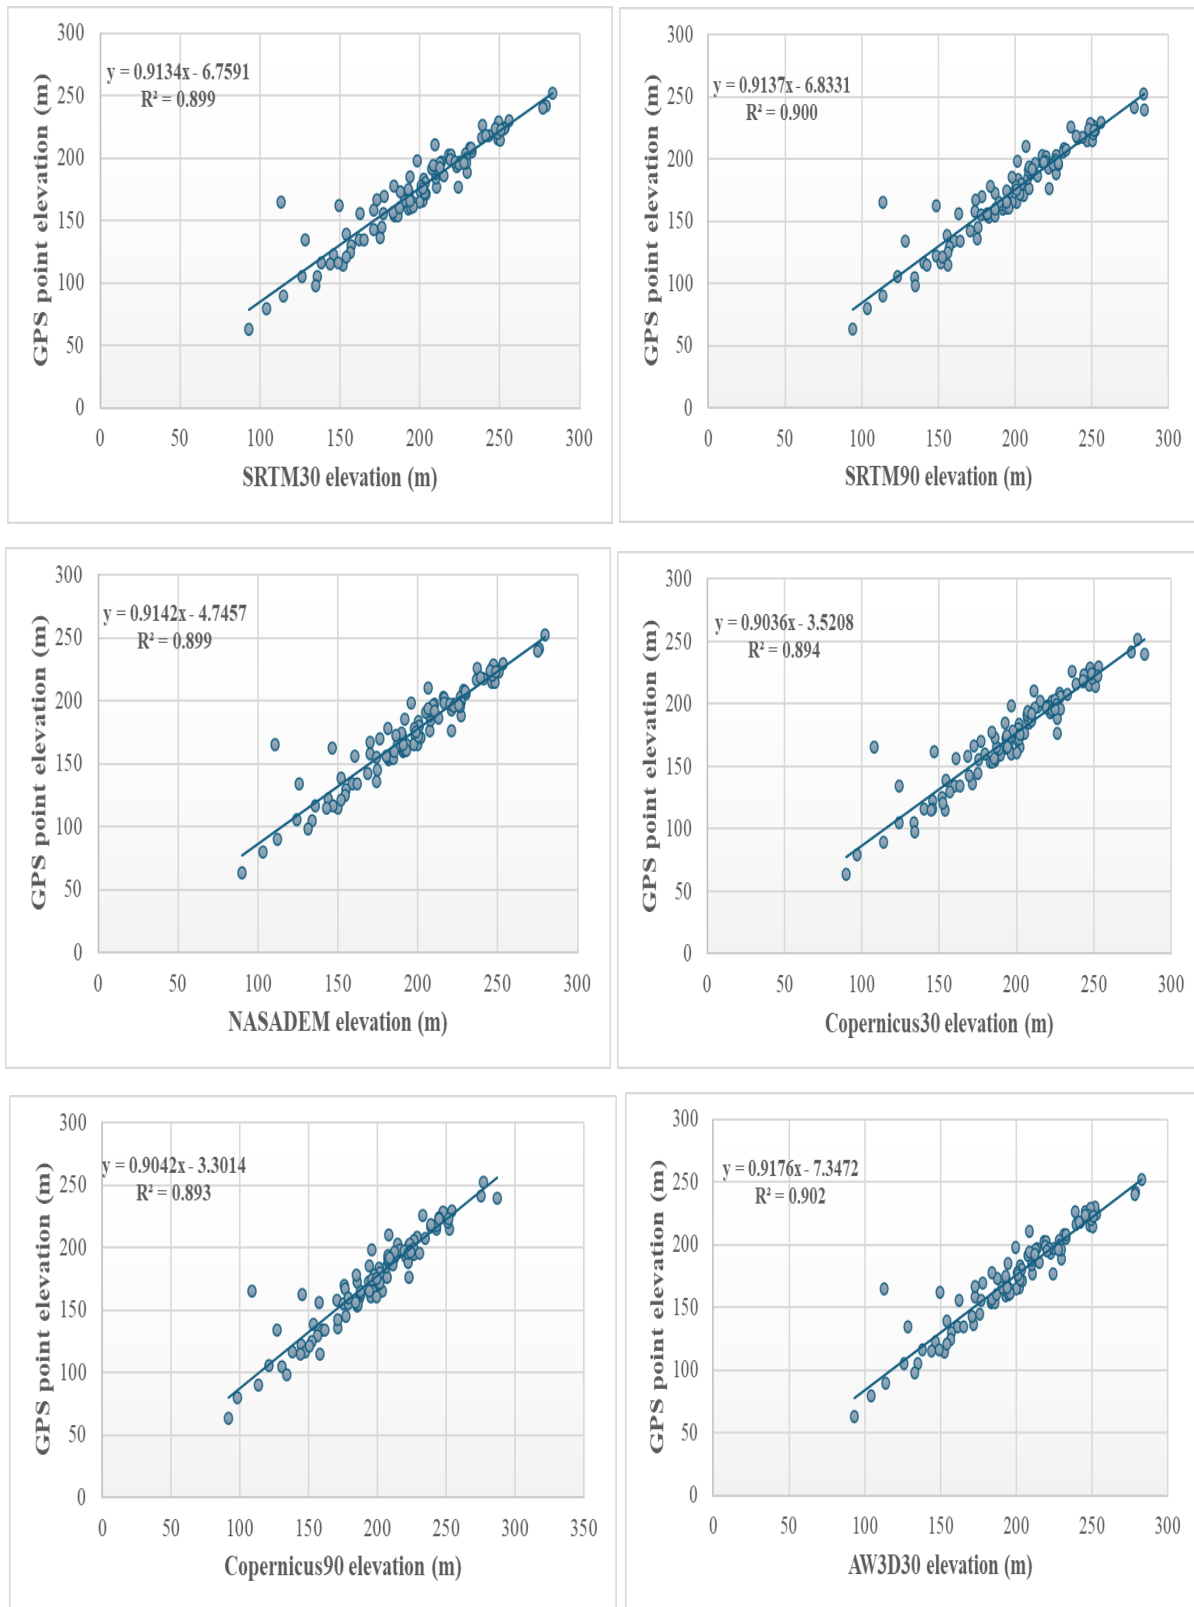 300
250
200
150
100
50
0
GPS point elevation (m)
y = 0.9134x - 6.7591
R² = 0.899
0 50 100 150 200 250 300
SRTM30 elevation (m)
300
250
200
150
100
50
0
GPS point elevation (m)
y = 0.9137x - 6.8331
R² = 0.900
0 50 100 150 200 250 300
SRTM90 elevation (m)
300
250
200
150
100
50
0
GPS point elevation (m)
y = 0.9142x - 4.7457
R² = 0.899
0 50 100 150 200 250 300
NASADEM elevation (m)
300
250
200
150
100
50
0
GPS point elevation (m)
y = 0.9036x - 3.5208
R² = 0.894
0 50 100 150 200 250 300
Copernicus30 elevation (m)
300
250
200
150
100
50
0
GPS point elevation (m)
y = 0.9042x - 3.3014
R² = 0.893
0 50 100 150 200 250 300 350
Copernicus90 elevation (m)
300
250
200
150
100
50
0
GPS point elevation (m)
y = 0.9176x - 7.3472
R² = 0.902
0 50 100 150 200 250 300
AW3D30 elevation (m)